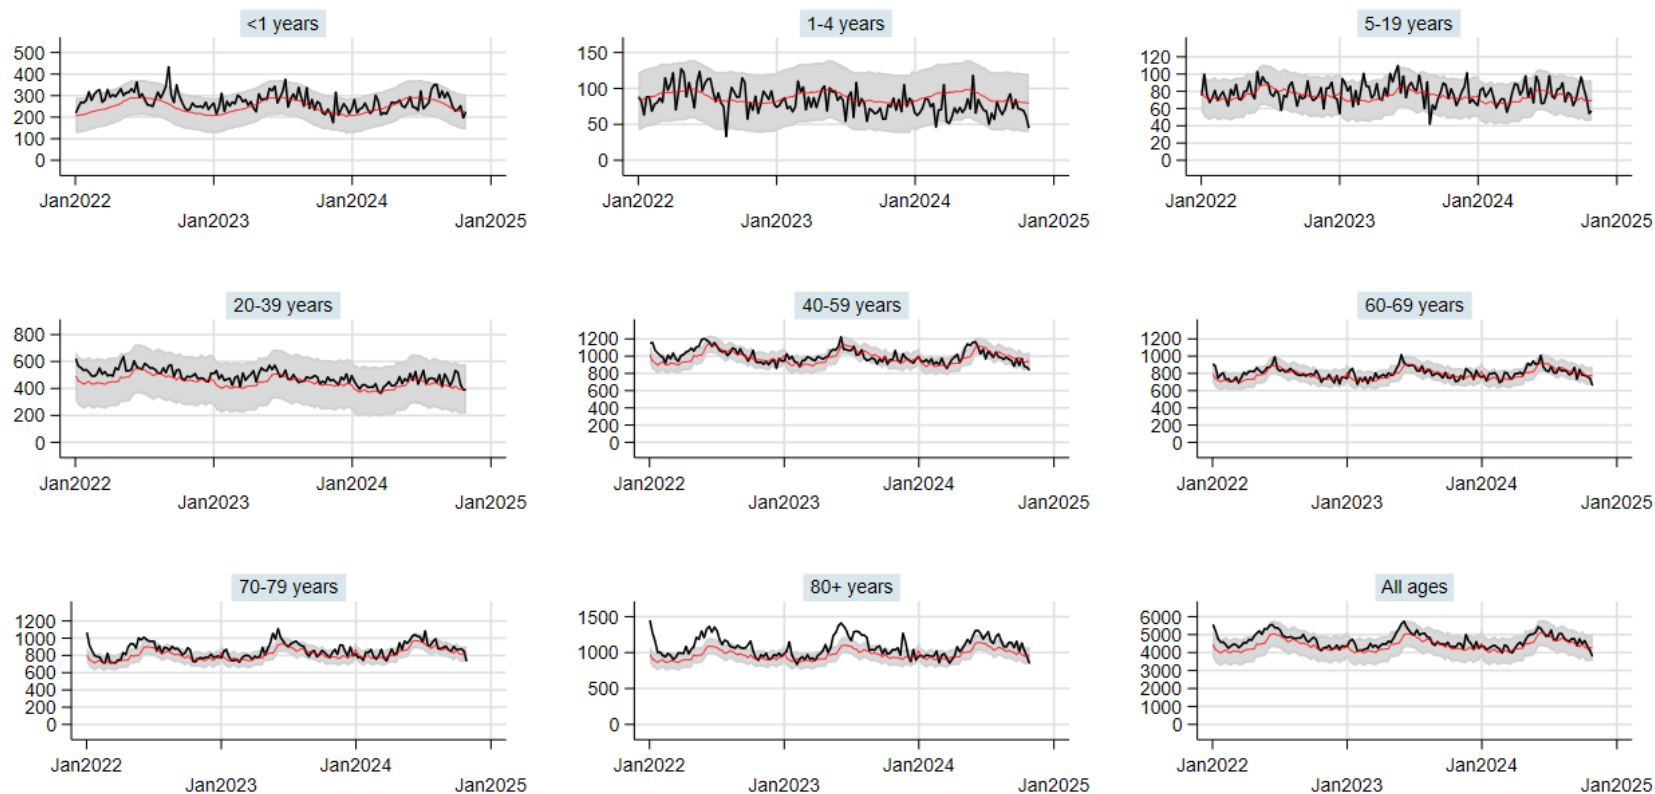 <1 years
500
400
300
200
100
0
Jan2022
Jan2023
Jan2024
Jan2025
1-4 years
150
100
50
0
Jan2022
Jan2023
Jan2024
Jan2025
5-19 years
120
100
80
60
40
20
0
Jan2022
Jan2023
Jan2024
Jan2025
20-39 years
800
600
400
200
0
Jan2022
Jan2023
Jan2024
Jan2025
40-59 years
1200
1000
800
600
400
200
0
Jan2022
Jan2023
Jan2024
Jan2025
60-69 years
1200
1000
800
600
400
200
0
Jan2022
Jan2023
Jan2024
Jan2025
70-79 years
1200
1000
800
600
400
200
0
Jan2022
Jan2023
Jan2024
Jan2025
80+ years
1500
1000
500
0
Jan2022
Jan2023
Jan2024
Jan2025
All ages
6000
5000
4000
3000
2000
1000
0
Jan2022
Jan2023
Jan2024
Jan2025